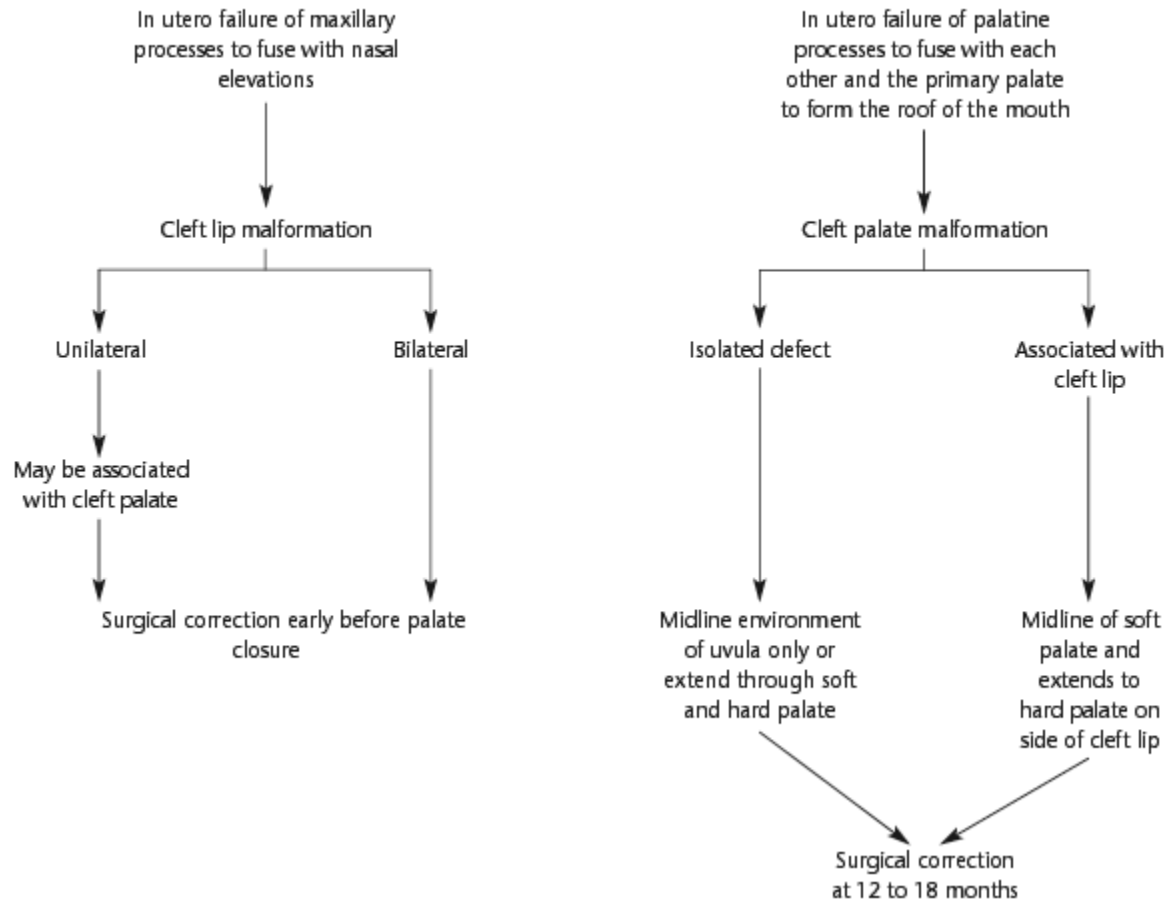 In utero failure of maxillary
processes to fuse with nasal
elevations
Cleft lip malformation
Unilateral
Bilateral
May be associated
with cleft palate
Surgical correction early before palate
closure
In utero failure of palatine
processes to fuse with each
other and the primary palate
to form the roof of the mouth
Cleft palate malformation
Isolated defect
Associated with
cleft lip
Midline environment
of uvula only or
extend through soft
and hard palate
Midline of soft
palate and
extends to
hard palate on
side of cleft lip
Surgical correction
at 12 to 18 months